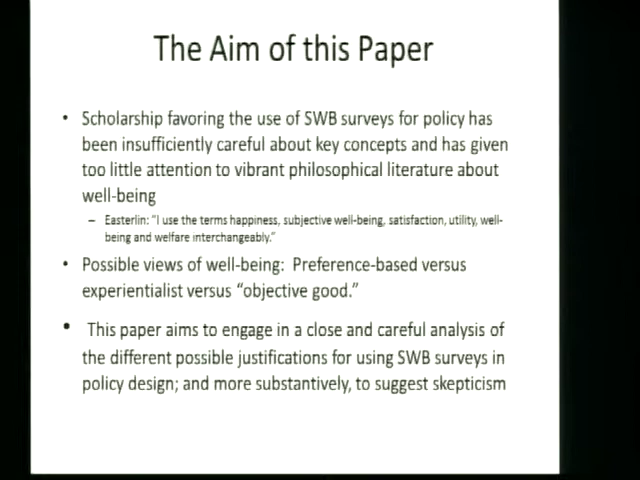 The Aim of this Paper
• Scholarship favoring the use of SWB surveys for policy has
been insufficiently careful about key concepts and has given
too little attention to vibrant philosophical literature about
well-being
– Easterlin: "I use the terms happiness, subjective well-being, satisfaction, utility, well-
being and welfare interchangeably."
• Possible views of well-being: Preference-based versus
experientialist versus "objective good."
• This paper aims to engage in a close and careful analysis of
the different possible justifications for using SWB surveys in
policy design; and more substantively, to suggest skepticism